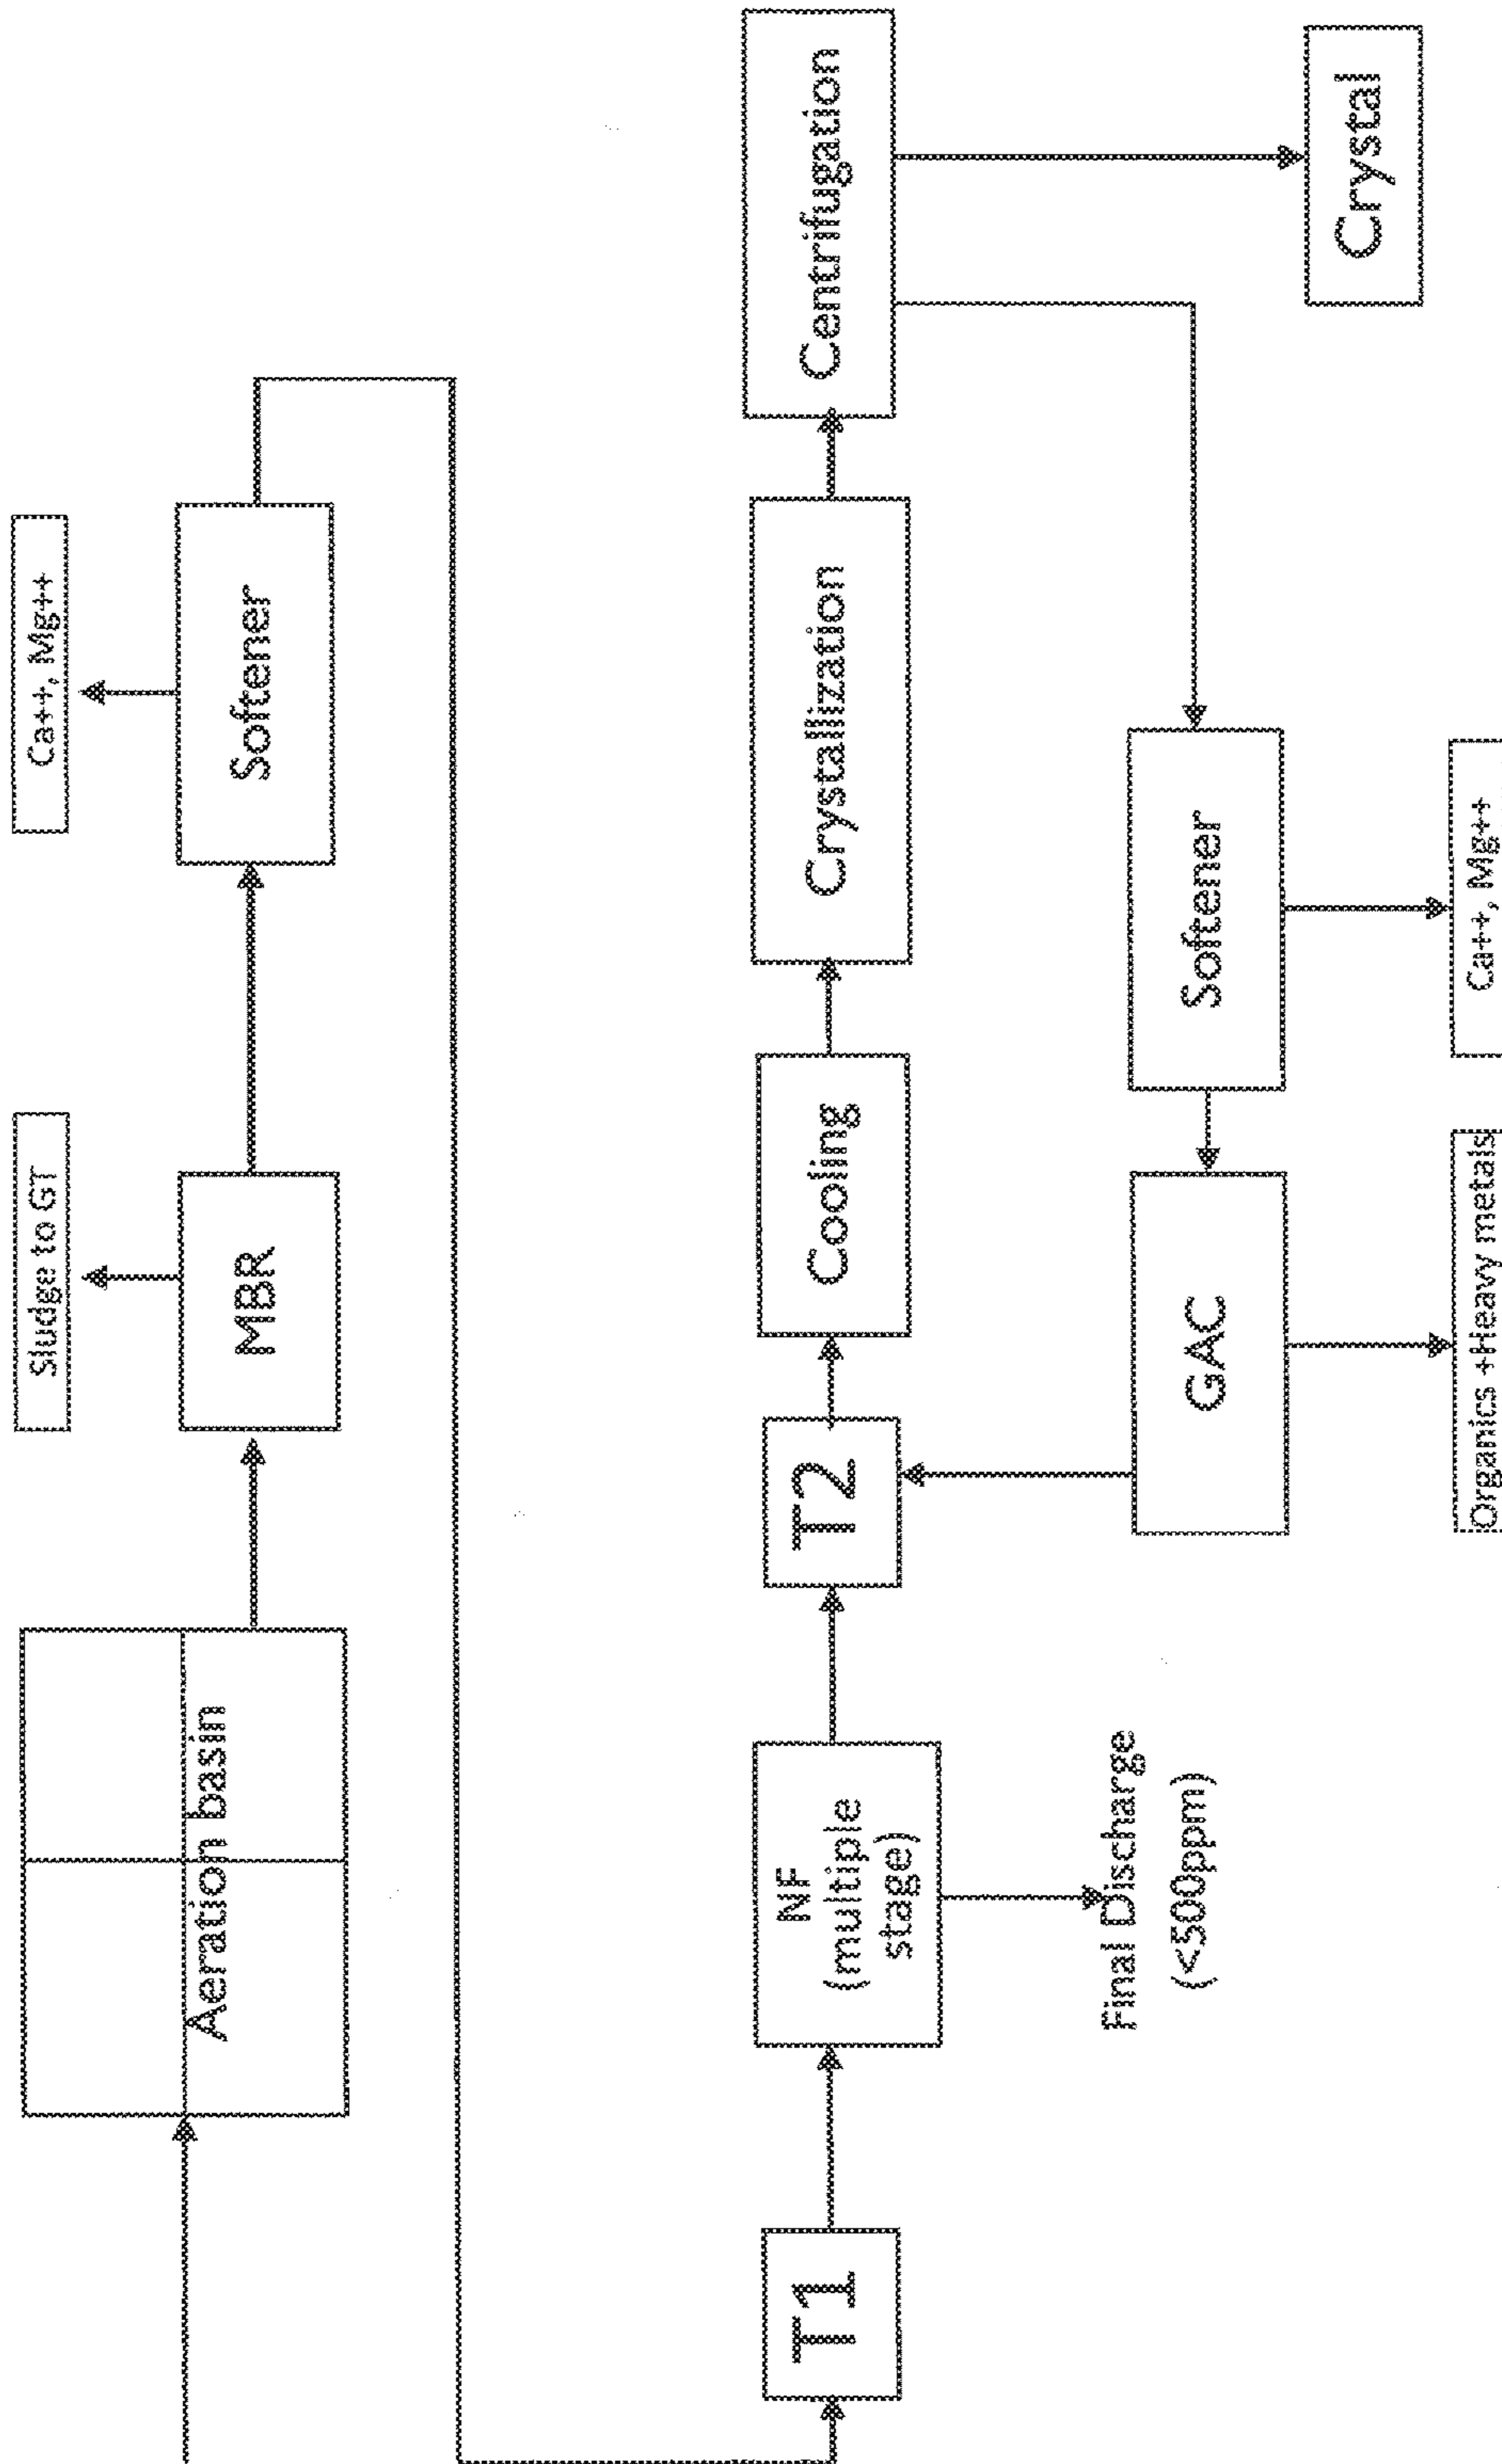 Aeration basin
MBR
Sludge to GT
Softener
Ca++, Mg++
T1
NF
(multiple
stage)
Final Discharge
(<500ppm)
T2
Cooling
Crystallization
Centrifugation
Crystal
Softener
Ca++, Mg++
GAC
Organics +Heavy metals